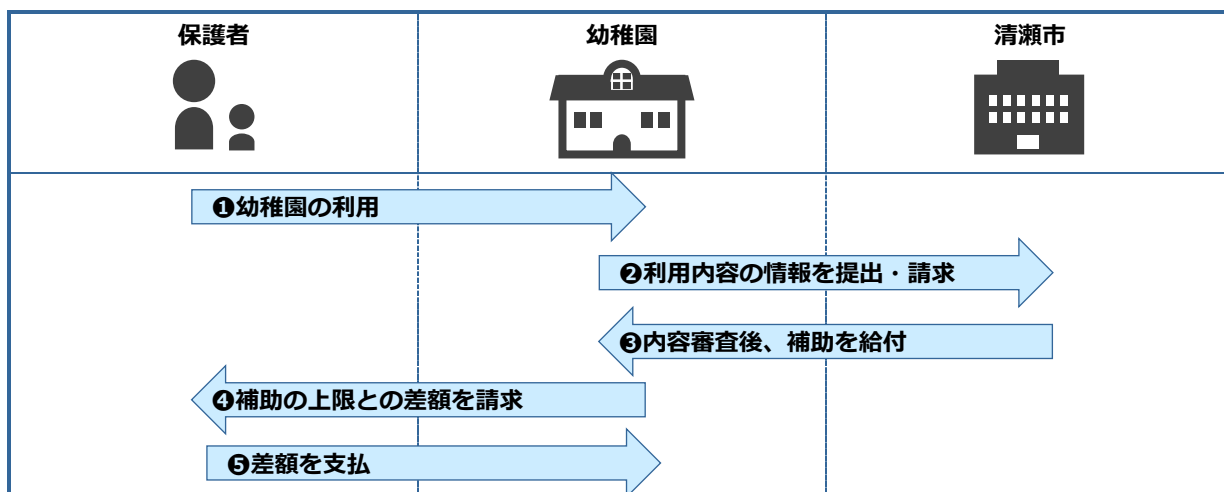 保護者
幼稚園
清瀬市
❶幼稚園の利用
❷利用内容の情報を提出・請求
❸内容審査後、補助を給付
❹補助の上限との差額を請求
❺差額を支払